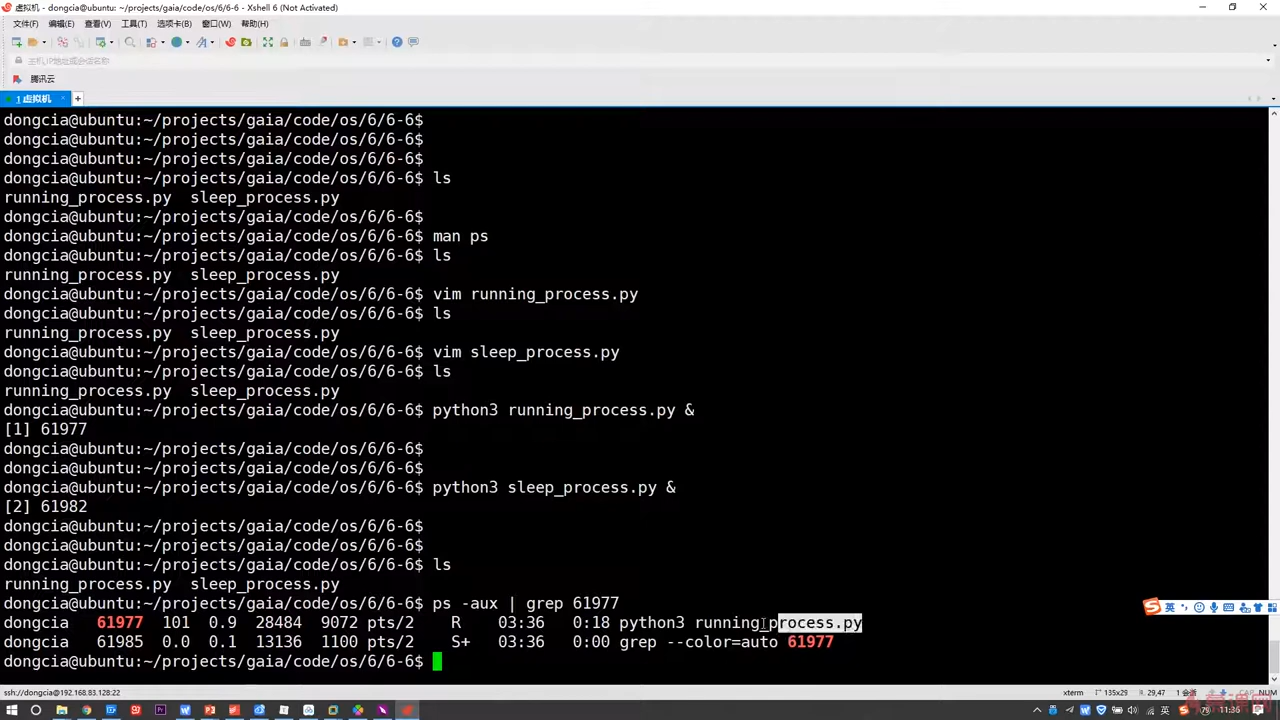 虚拟机 - dongcia@ubuntu: ~/projects/gaia/code/os/6/6-6 - Xshell 6 (Not Activated)
文件(F) 编辑(E) 查看(V) 工具(T) 选项卡(B) 窗口(W) 帮助(H)
主机,IP地址或会话名称
腾讯云
1 虚拟机 × +
dongcia@ubuntu:~/projects/gaia/code/os/6/6-6$
dongcia@ubuntu:~/projects/gaia/code/os/6/6-6$
dongcia@ubuntu:~/projects/gaia/code/os/6/6-6$
dongcia@ubuntu:~/projects/gaia/code/os/6/6-6$ ls
running_process.py  sleep_process.py
dongcia@ubuntu:~/projects/gaia/code/os/6/6-6$
dongcia@ubuntu:~/projects/gaia/code/os/6/6-6$ man ps
dongcia@ubuntu:~/projects/gaia/code/os/6/6-6$ ls
running_process.py  sleep_process.py
dongcia@ubuntu:~/projects/gaia/code/os/6/6-6$ vim running_process.py
dongcia@ubuntu:~/projects/gaia/code/os/6/6-6$ ls
running_process.py  sleep_process.py
dongcia@ubuntu:~/projects/gaia/code/os/6/6-6$ vim sleep_process.py
dongcia@ubuntu:~/projects/gaia/code/os/6/6-6$ ls
running_process.py  sleep_process.py
dongcia@ubuntu:~/projects/gaia/code/os/6/6-6$ python3 running_process.py &
[1] 61977
dongcia@ubuntu:~/projects/gaia/code/os/6/6-6$
dongcia@ubuntu:~/projects/gaia/code/os/6/6-6$
dongcia@ubuntu:~/projects/gaia/code/os/6/6-6$ python3 sleep_process.py &
[2] 61982
dongcia@ubuntu:~/projects/gaia/code/os/6/6-6$
dongcia@ubuntu:~/projects/gaia/code/os/6/6-6$
dongcia@ubuntu:~/projects/gaia/code/os/6/6-6$ ls
running_process.py  sleep_process.py
dongcia@ubuntu:~/projects/gaia/code/os/6/6-6$ ps -aux | grep 61977
dongcia   61977  101  0.9  28484  9072 pts/2    R    03:36   0:18 python3 running_process.py
dongcia   61985  0.0  0.1  13136  1100 pts/2    S+   03:36   0:00 grep --color=auto 61977
dongcia@ubuntu:~/projects/gaia/code/os/6/6-6$
英
ssh://dongcia@192.168.83.128:22 xterm 135x29 29,47 1 会话 CAP NUM
英 11:36